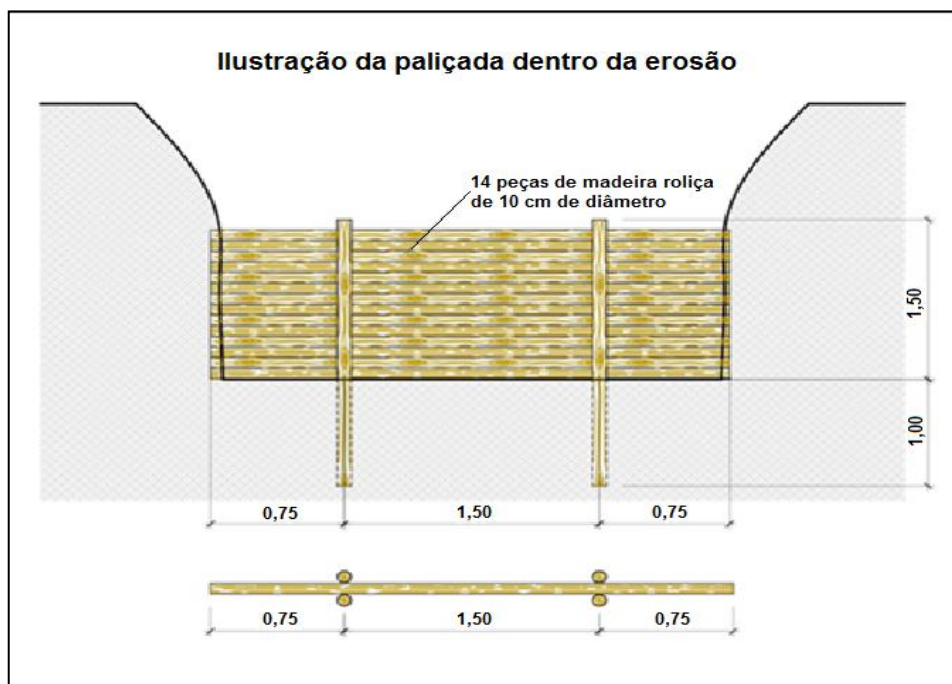 Ilustração da paliçada dentro da erosão
14 peças de madeira roliça
de 10 cm de diâmetro
1,50
1,00
0,75
1,50
0,75
0,75
1,50
0,75